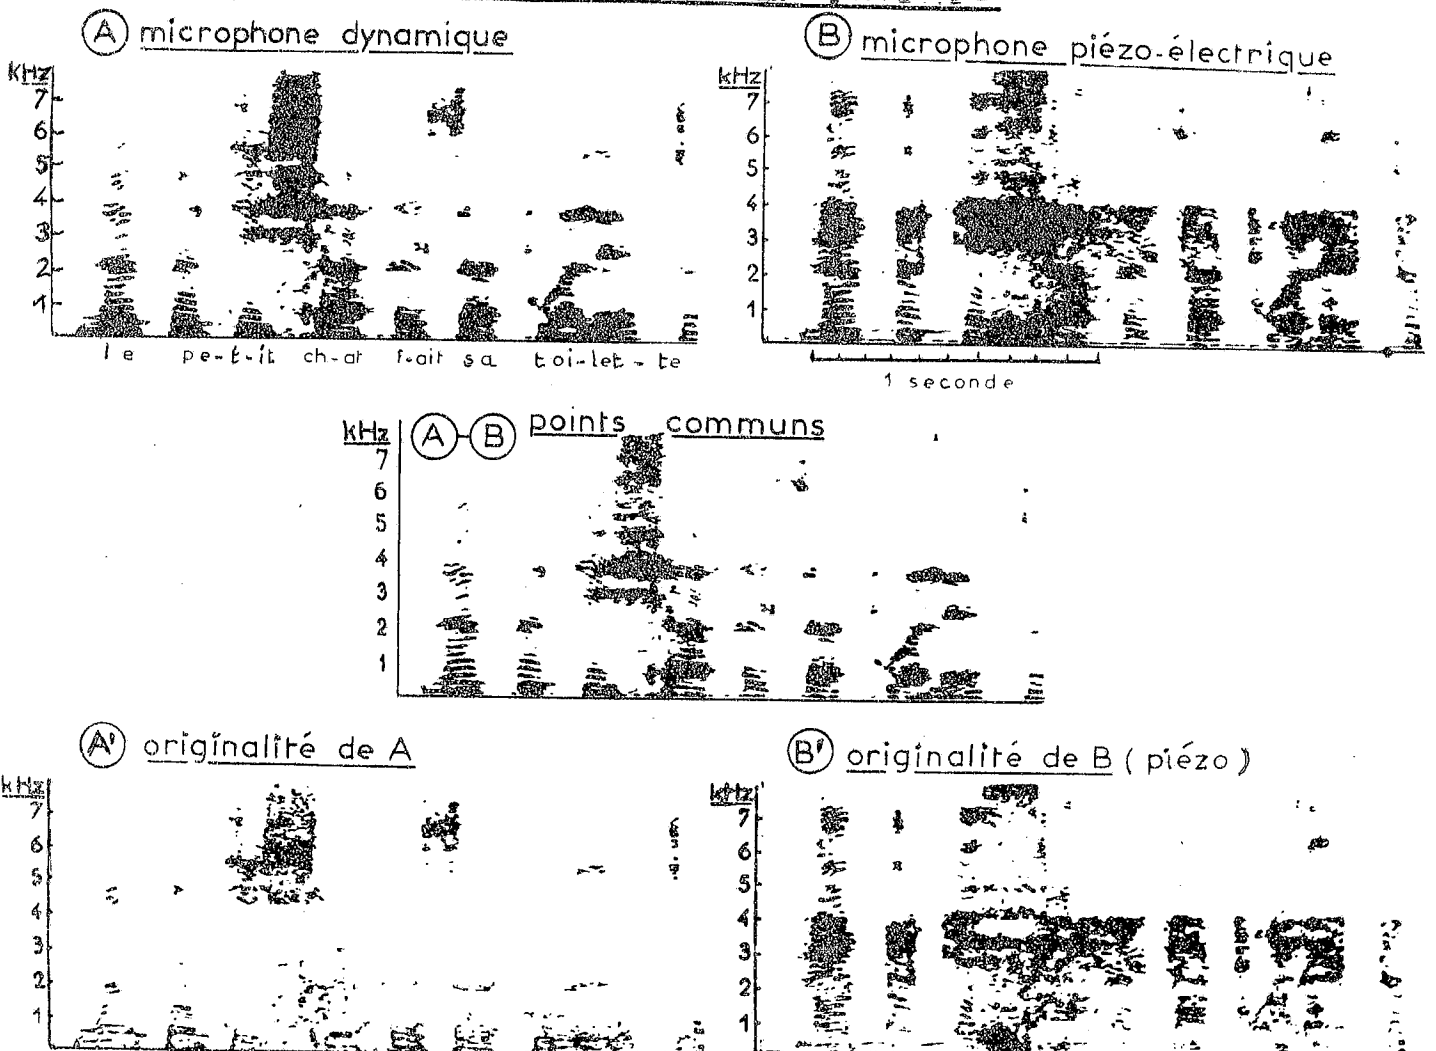 A microphone dynamique
kHz
7
6
5
4
3
2
1
le pe-t-it ch-at f-ait sa toi-let-te
B microphone piézo-électrique
kHz
7
6
5
4
3
2
1
1 seconde
A-B points communs
kHz
7
6
5
4
3
2
1
A' originalité de A
kHz
7
6
5
4
3
2
1
B' originalité de B (piézo)
kHz
7
6
5
4
3
2
1